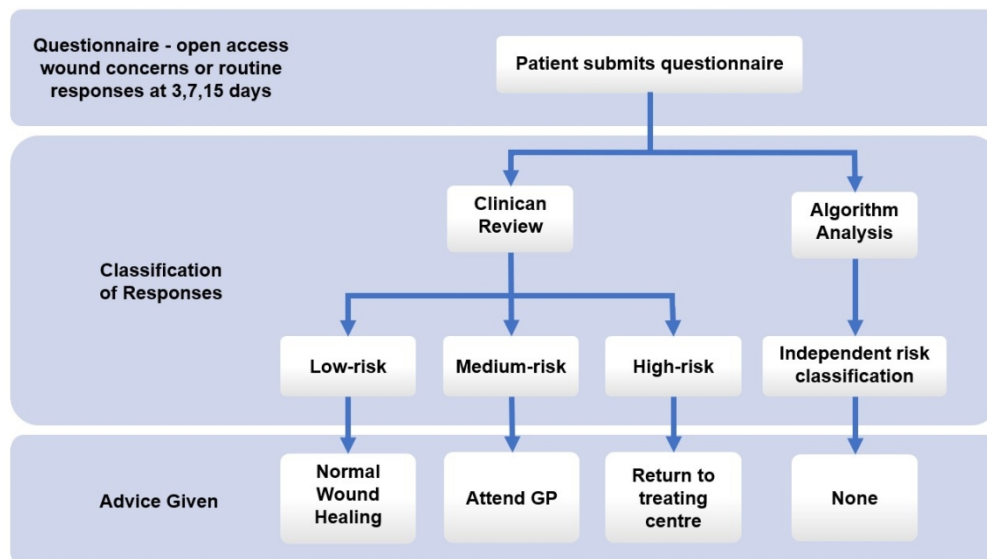 Questionnaire - open access
wound concerns or routine
responses at 3,7,15 days
Patient submits questionnaire
Classification
of Responses
Clinican
Review
Algorithm
Analysis
Low-risk
Medium-risk
High-risk
Independent risk
classification
Advice Given
Normal
Wound
Healing
Attend GP
Return to
treating
centre
None